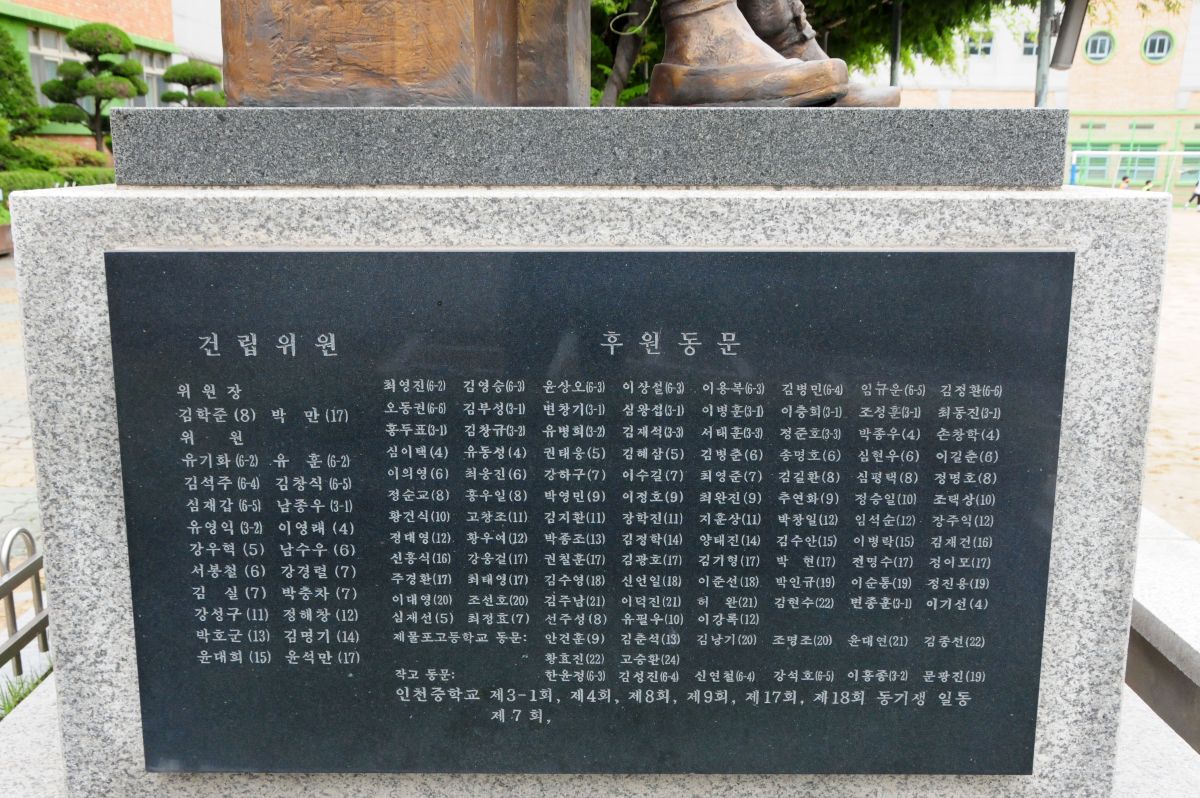 건립위원
위원장
김학준(8) 박 만(17)
위 원
유기화(6-2) 유 훈(6-2)
김석주(6-4) 김창식(6-5)
심재갑(6-5) 남종우(3-1)
유영익(3-2) 이영래(4)
강우혁(5) 남수우(6)
서봉철(6) 강경렬(7)
김 실(7) 박충차(7)
강성구(11) 정해창(12)
박호군(13) 김명기(14)
윤대희(15) 윤석만(17)
후원동문
최영진(6-2) 김영승(6-3) 윤상오(6-3) 이상설(6-3) 이용복(6-3) 김병민(6-4) 임규운(6-5) 김정환(6-6)
오동권(6-6) 김부성(3-1) 변창기(3-1) 심왕섭(3-1) 이병훈(3-1) 이충희(3-1) 조성훈(3-1) 최동진(3-1)
홍두표(3-1) 김창규(3-2) 유병희(3-2) 김재석(3-3) 서태훈(3-3) 정준호(3-3) 박종우(4) 손창학(4)
심이택(4) 유동성(4) 권태웅(5) 김혜삼(5) 김병춘(6) 송명호(6) 심현우(6) 이길춘(6)
이의영(6) 최웅진(6) 강하구(7) 이수길(7) 최영준(7) 김길환(8) 심평택(8) 정명호(8)
정순교(8) 홍우일(8) 박영민(9) 이정호(9) 최완진(9) 추연화(9) 정승일(10) 조택상(10)
황건식(10) 고창조(11) 김지환(11) 장학진(11) 지훈상(11) 박창일(12) 임석순(12) 장주익(12)
정태영(12) 황우여(12) 박종조(13) 김정학(14) 양태진(14) 김수안(15) 이병락(15) 김재건(16)
신흥식(16) 강웅걸(17) 권칠훈(17) 김광호(17) 김기형(17) 박 현(17) 전명수(17) 정이모(17)
주경환(17) 최태영(17) 김수영(18) 신언일(18) 이준선(18) 박인규(19) 이순통(19) 정진용(19)
이대영(20) 조선호(20) 김주남(21) 이덕진(21) 허 완(21) 김현수(22) 변종훈(3-1) 이기선(4)
심재선(5) 최정효(7) 선주성(8) 유필우(10) 이강록(12)
제물포고등학교 동문: 안건훈(9) 김춘석(13) 김낭기(20) 조명조(20) 윤대연(21) 김종선(22)
황효진(22) 고승환(24)
작고 동문: 한윤정(6-3) 김성진(6-4) 신언철(6-4) 강석호(6-5) 이흥종(3-2) 문광진(19)
인천중학교 제3-1회, 제4회, 제8회, 제9회, 제17회, 제18회 동기생 일동
제7회,